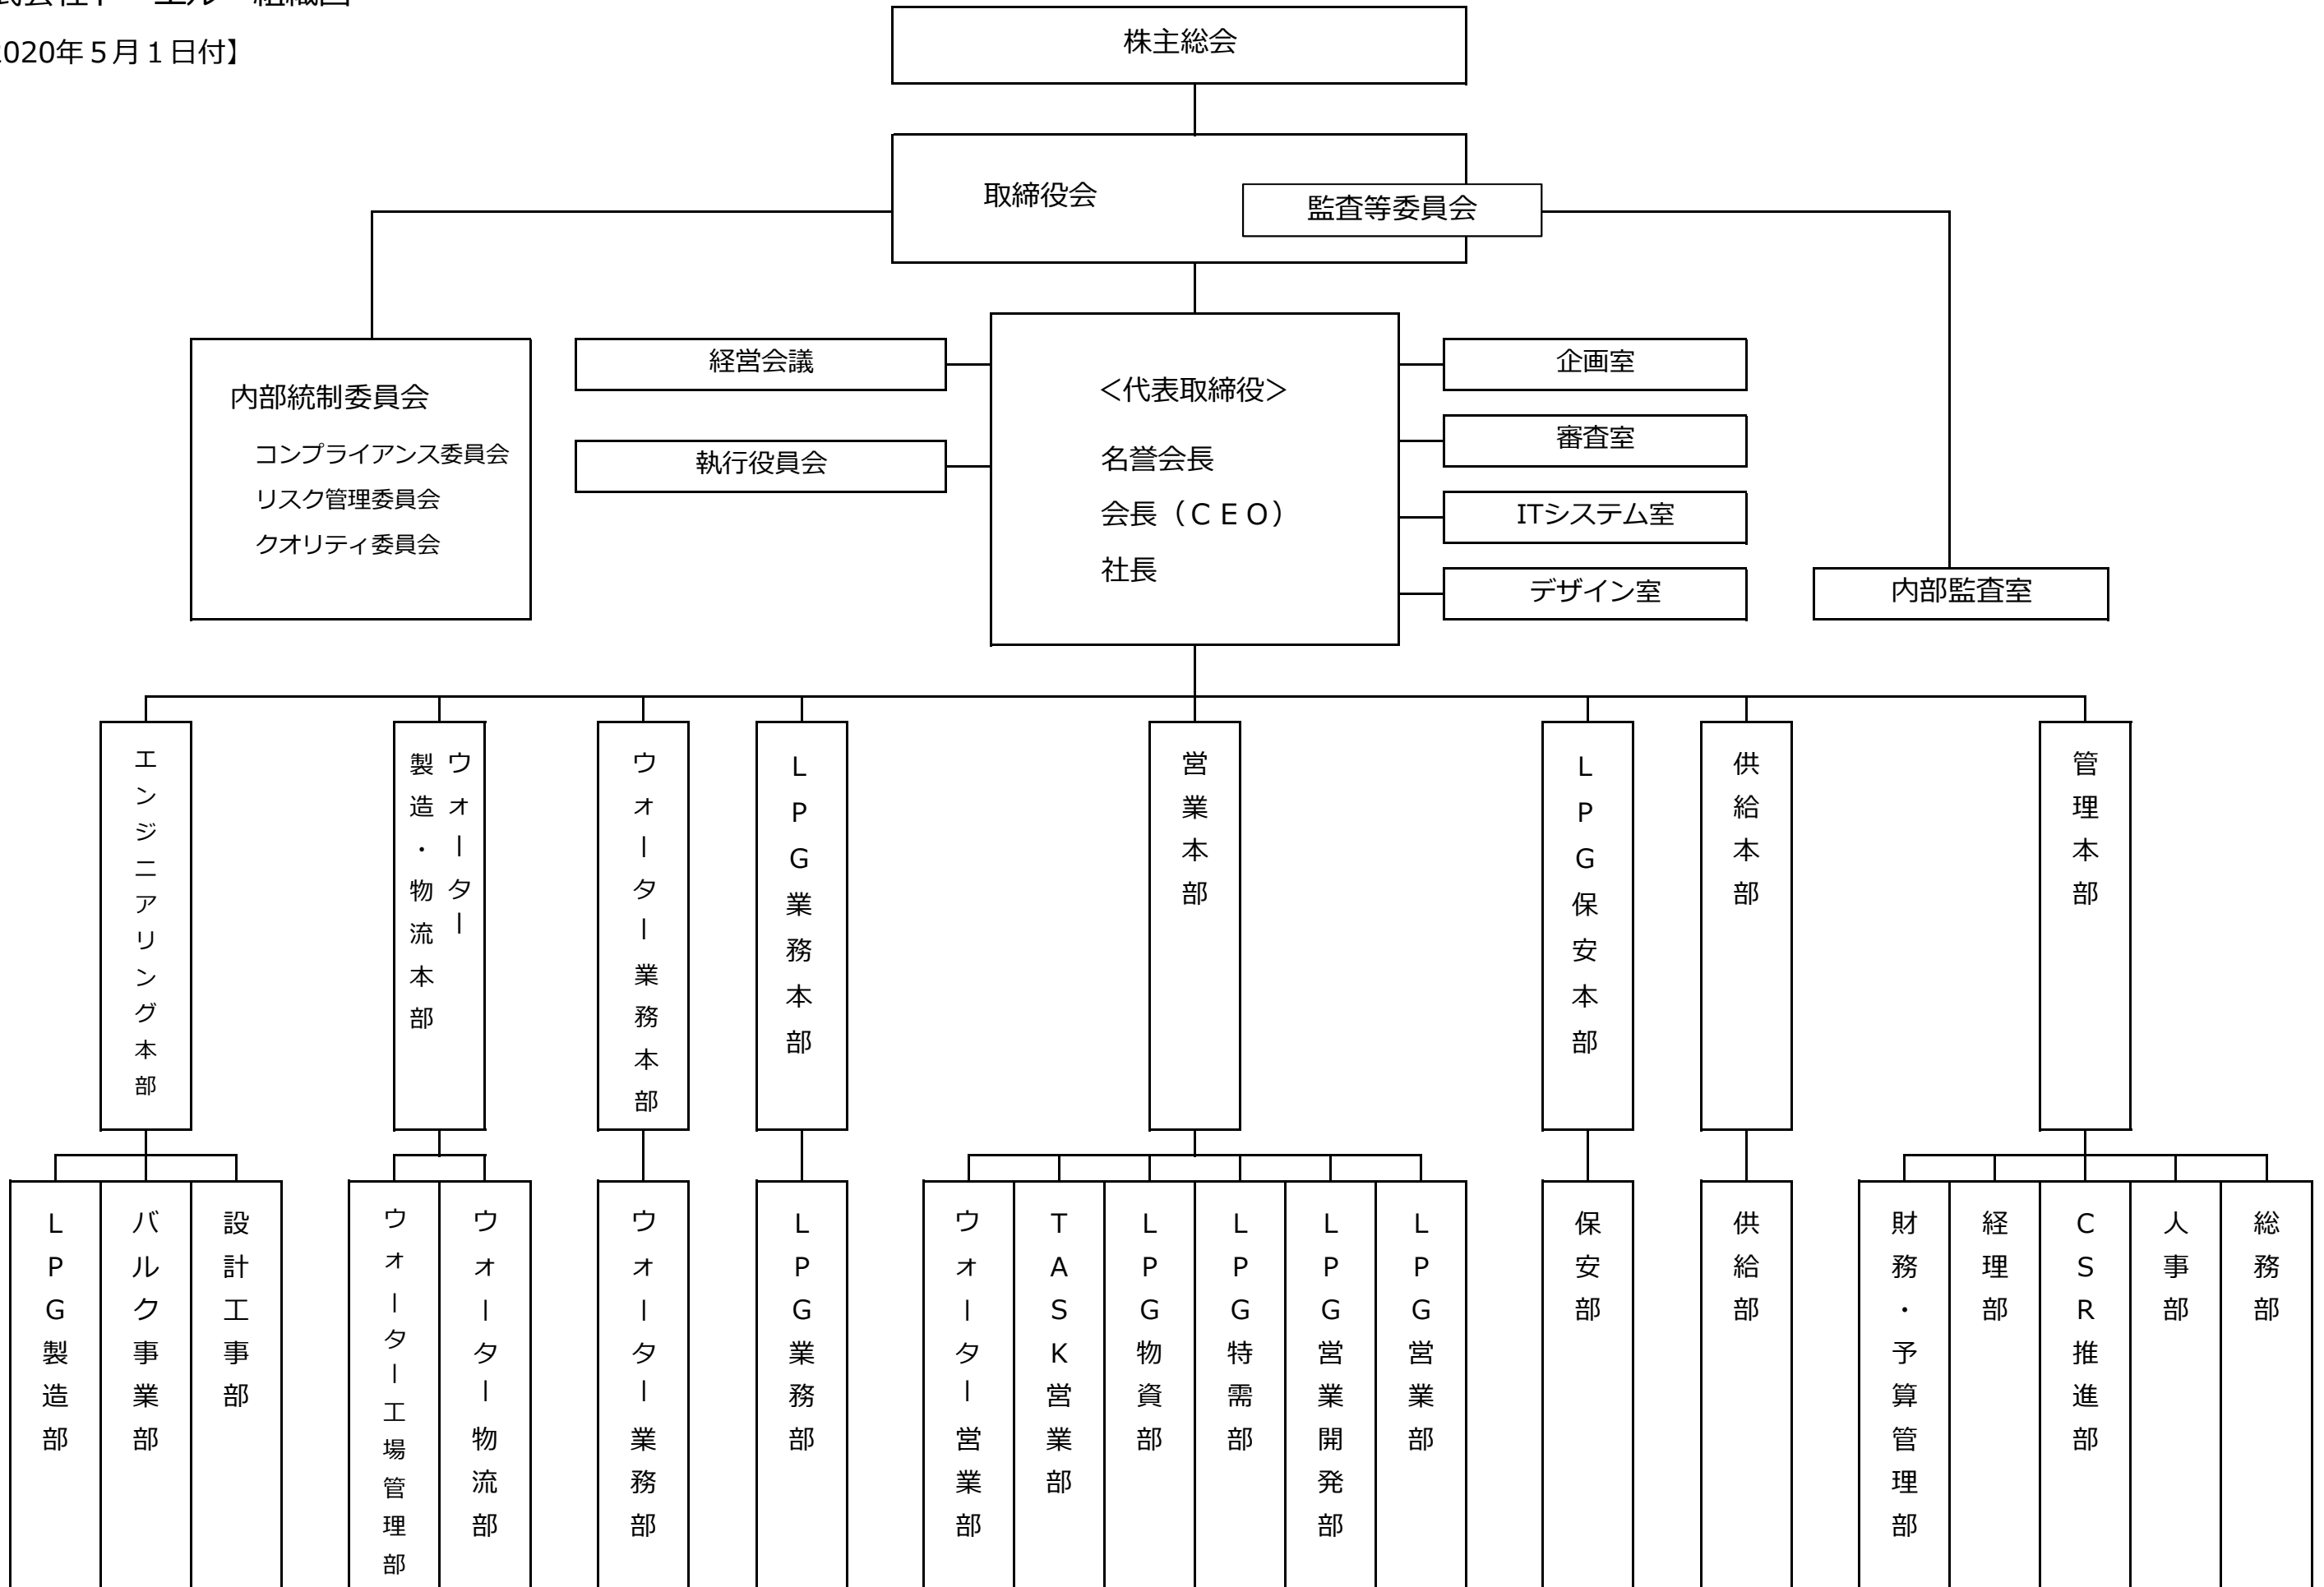 式会社トーエル 組織図
2020年５月１日付】
株主総会
取締役会
監査等委員会
内部統制委員会
コンプライアンス委員会
リスク管理委員会
クオリティ委員会
経営会議
執行役員会
＜代表取締役＞
名誉会長
会長（ＣＥＯ）
社長
企画室
審査室
ITシステム室
デザイン室
内部監査室
エンジニアリング本部
ウォーター
製造・物流本部
ウォーター業務本部
ＬＰＧ業務本部
営業本部
ＬＰＧ保安本部
供給本部
管理本部
ＬＰＧ製造部
バルク事業部
設計工事部
ウォーター工場管理部
ウォーター物流部
ウォーター業務部
ＬＰＧ業務部
ウォーター営業部
ＴＡＳＫ営業部
ＬＰＧ物資部
ＬＰＧ特需部
ＬＰＧ営業開発部
ＬＰＧ営業部
保安部
供給部
財務・予算管理部
経理部
ＣＳＲ推進部
人事部
総務部